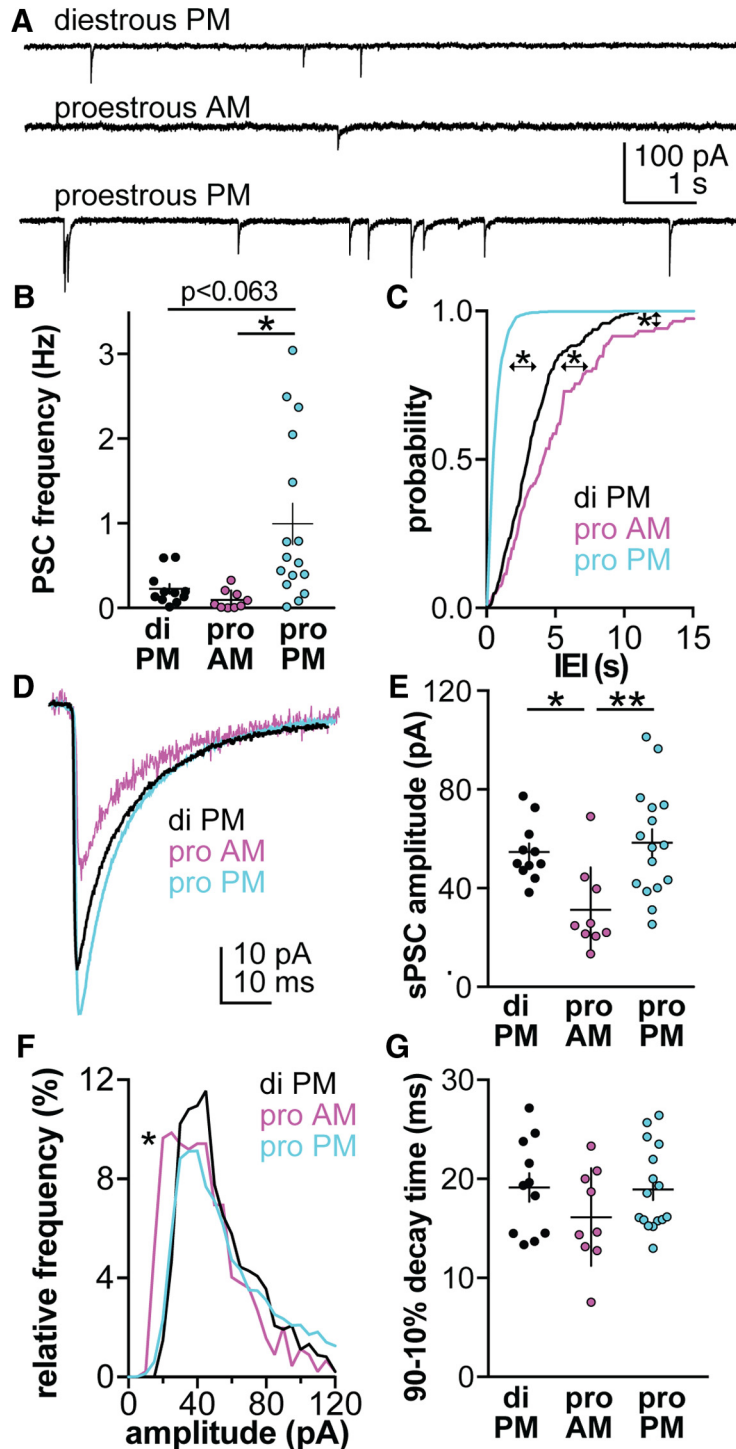 A
diestrous PM
proestrous AM
100 pA
1 s
proestrous PM
B
p<0.063
*
PSC frequency (Hz)
3
2
1
0
di PM
pro AM
pro PM
C
1.0
0.5
0.0
probability
*
*
*
di PM
pro AM
pro PM
0 5 10 15
IEI (s)
D
di PM
pro AM
pro PM
10 pA
10 ms
E
* **
sPSC amplitude (pA)
120
80
40
0
di PM
pro AM
pro PM
F
12
8
4
0
relative frequency (%)
*
di PM
pro AM
pro PM
0 40 80 120
amplitude (pA)
G
30
20
10
0
90-10% decay time (ms)
di PM
pro AM
pro PM